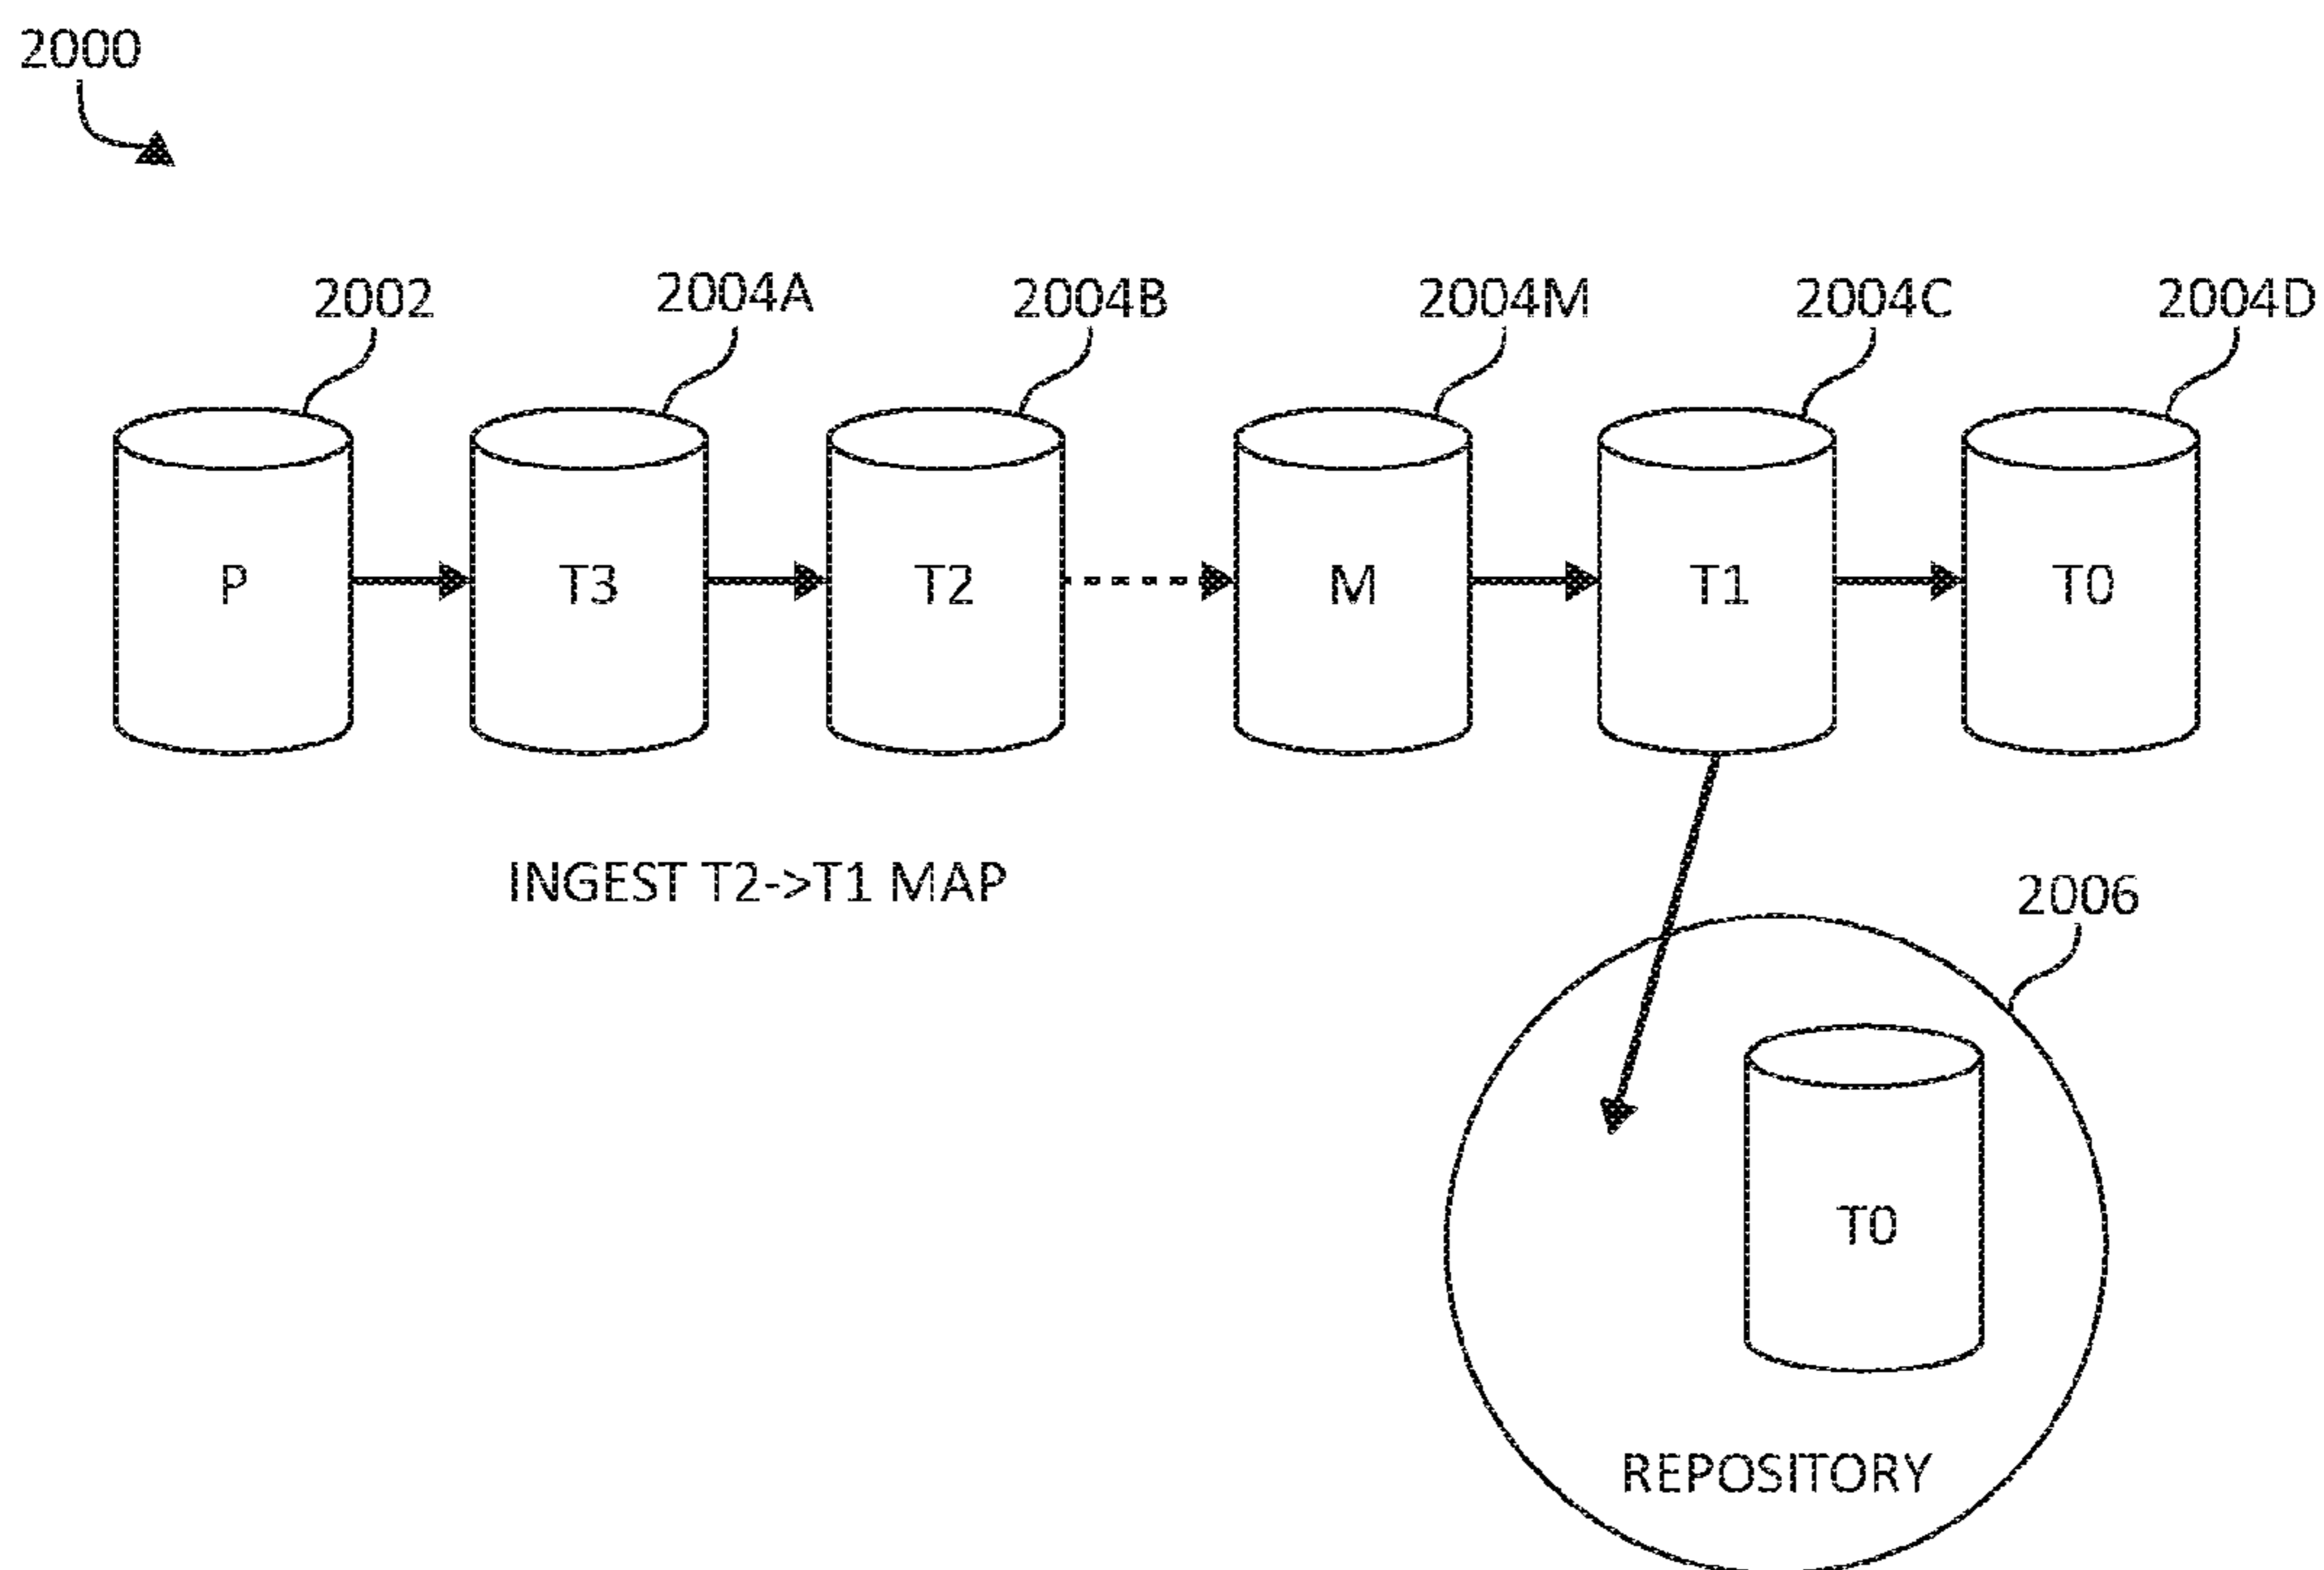 2000
2002
2004A
2004B
2004M
2004C
2004D
P
T3
T2
M
T1
T0
INGEST T2->T1 MAP
2006
T0
REPOSITORY